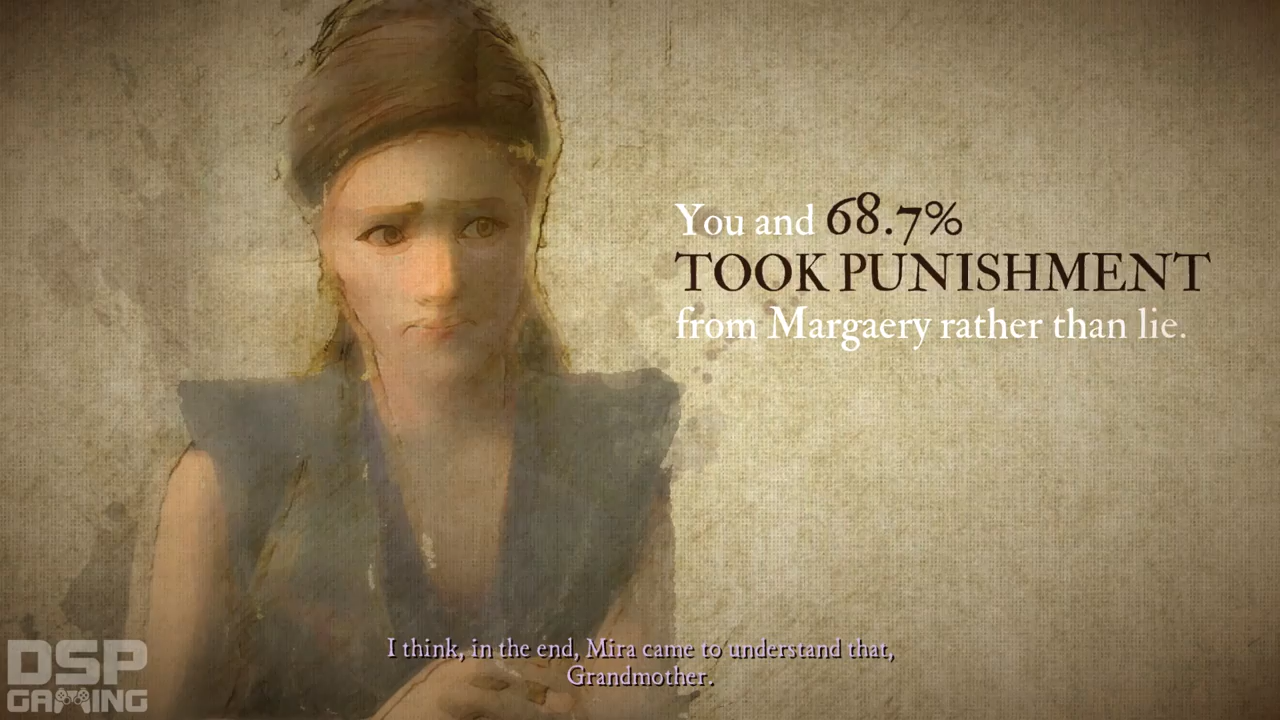 You and 68.7%
TOOK PUNISHMENT
from Margaery rather than lie.
I think, in the end, Mira came to understand that,
Grandmother.
DSP
GAMING